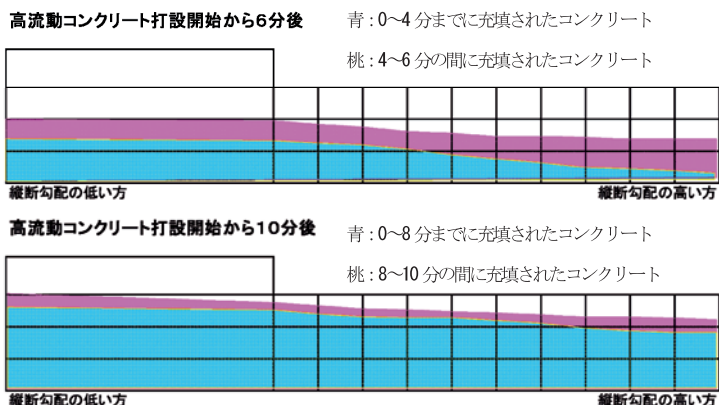 高流動コンクリート打設開始から６分後
青：0～4 分までに充填されたコンクリート
桃：4～6 分の間に充填されたコンクリート
縦断勾配の低い方
縦断勾配の高い方
高流動コンクリート打設開始から１０分後
青：0～8 分までに充填されたコンクリート
桃：8～10 分の間に充填されたコンクリート
縦断勾配の低い方
縦断勾配の高い方